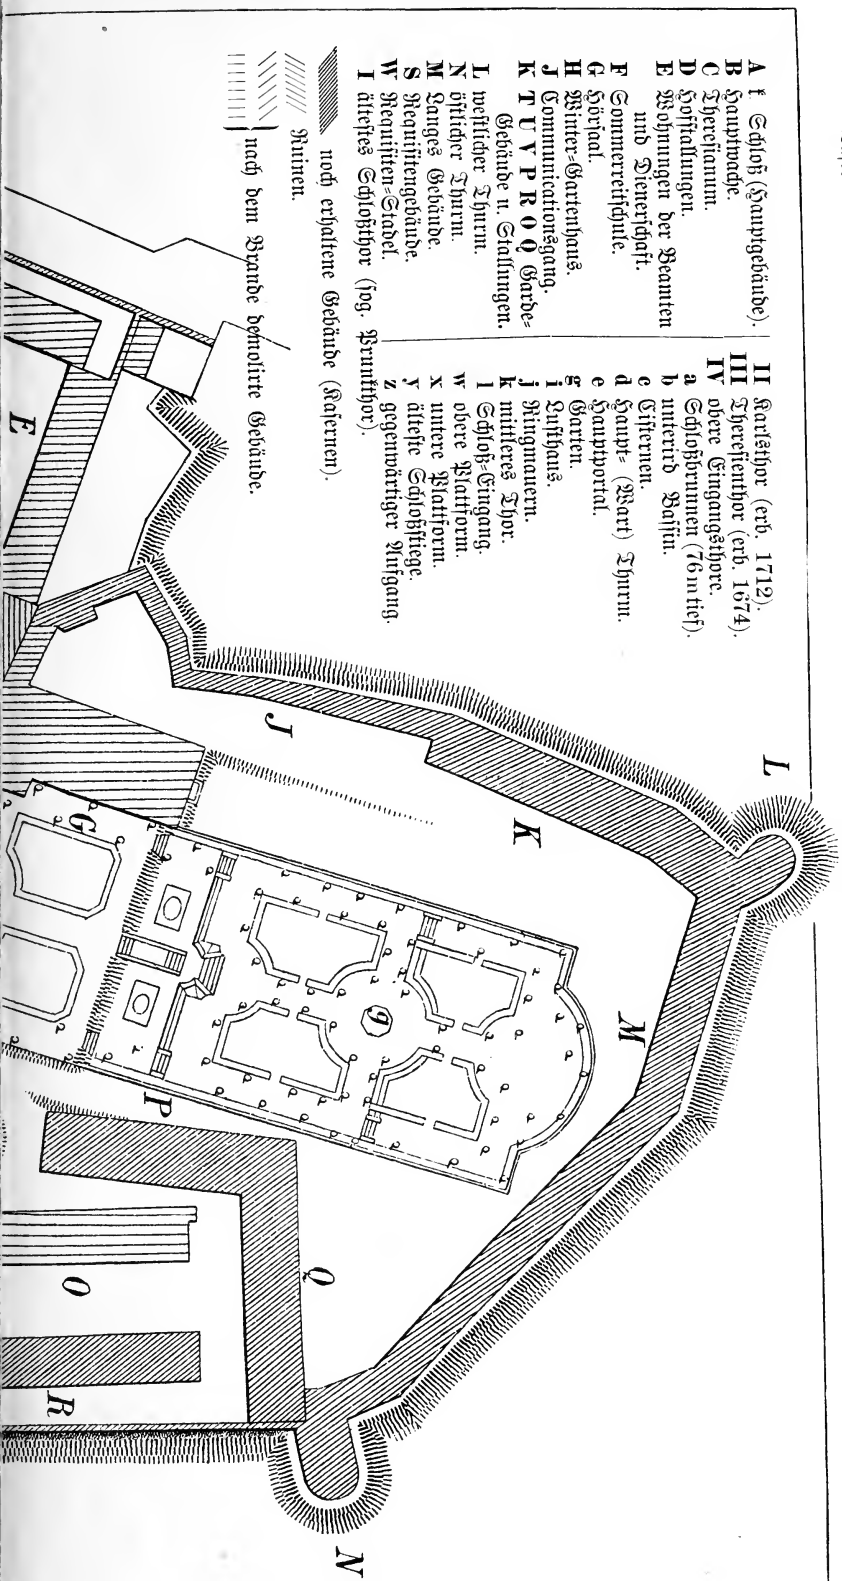 A f. Schloß (Hauptgebäude).
B Hauptwache.
C Theresianum.
D Hofstallungen.
E Wohnungen der Beamten
und Dienerschaft.
F Sommerreitschule.
G Hörsaal.
H Winter=Gartenhaus.
J Communicationsgang.
K T U V P R O Q Garde=
Gebäude u. Stallungen.
L westlicher Thurm.
N östlicher Thurm.
M Langes Gebäude.
S Requisitengebäude.
W Requisiten=Stadel.
I ältestes Schloßthor (sog. Prunkthor).
II Karlsthor (erb. 1712).
III Theresienthor (erb. 1674).
IV obere Eingangsthore.
a Schloßbrunnen (76m tief).
b unterird Bassin.
c Cisternen.
d Haupt= (Wart) Thurm.
e Hauptportal.
g Garten.
i Lusthaus.
j Ringmauern.
k mittleres Thor.
l Schloß=Eingang.
w obere Plattform.
x untere Plattform.
y älteste Schloßstiege.
z gegenwärtiger Aufgang.
noch erhaltene Gebäude (Kasernen).
Ruinen.
nach dem Brande demolirte Gebäude.
E
J
K
L
G
g
M
P
Q
O
R
N